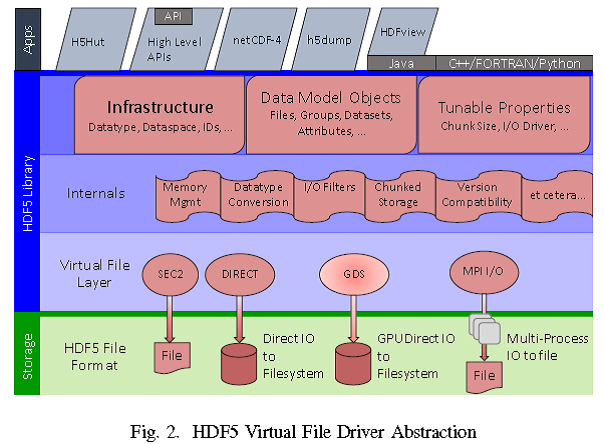 Apps
H5Hut
API
High Level
APIs
netCDF-4
h5dump
HDFview
Java
C++/FORTRAN/Python
HDF5 Library
Infrastructure
Datatype, Dataspace, IDs, ...
Data Model Objects
Files, Groups, Datasets,
Attributes, ...
Tunable Properties
Chunk Size, I/O Driver, ...
Internals
Memory
Mgmt
Datatype
Conversion
I/O Filters
Chunked
Storage
Version
Compatibility
et cetera...
Virtual File
Layer
SEC2
DIRECT
GDS
MPI I/O
Storage
HDF5 File
Format
File
Direct IO
to
Filesystem
GPUDirect IO
to
Filesystem
Multi-Process
IO to file
File
Fig. 2. HDF5 Virtual File Driver Abstraction